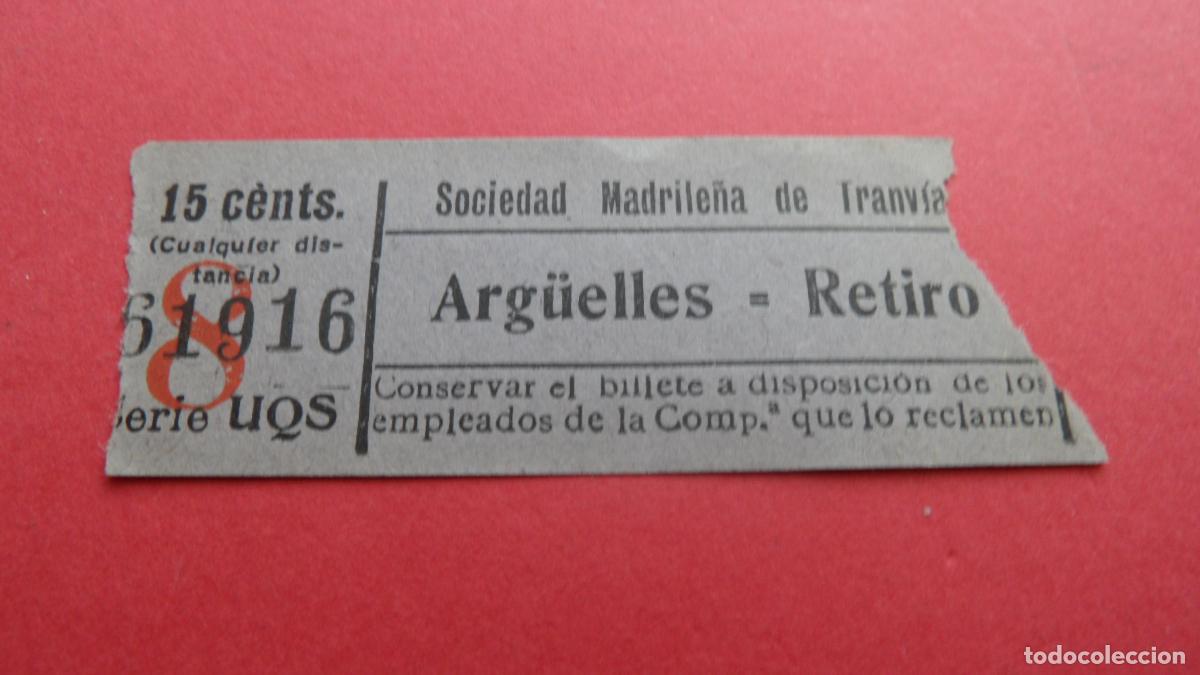 15 cènts.
(Cualquier dis-
tancia)
8
61916
Serie UQS
Sociedad Madrileña de Tranvía
Argüelles = Retiro
Conservar el billete a disposición de los
empleados de la Comp.ª que lo reclamen
todocoleccion